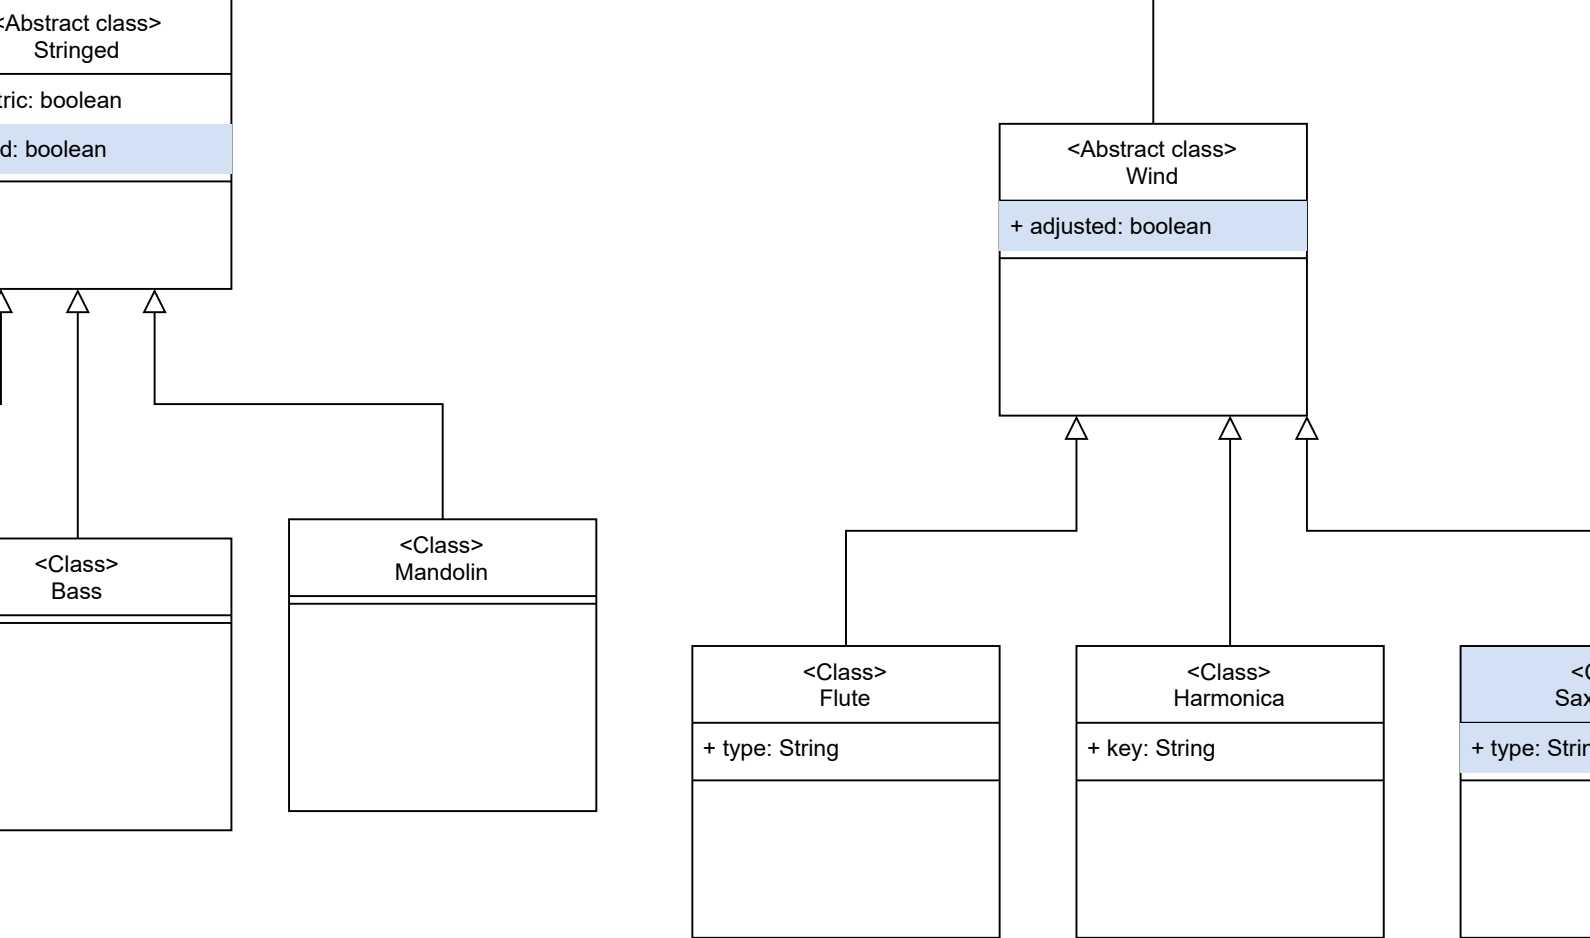 <Abstract class>
Stringed
boolean
boolean
<Abstract class>
Wind
+ adjusted: boolean
<Class>
Bass
<Class>
Mandolin
<Class>
Flute
+ type: String
<Class>
Harmonica
+ key: String
+ type: